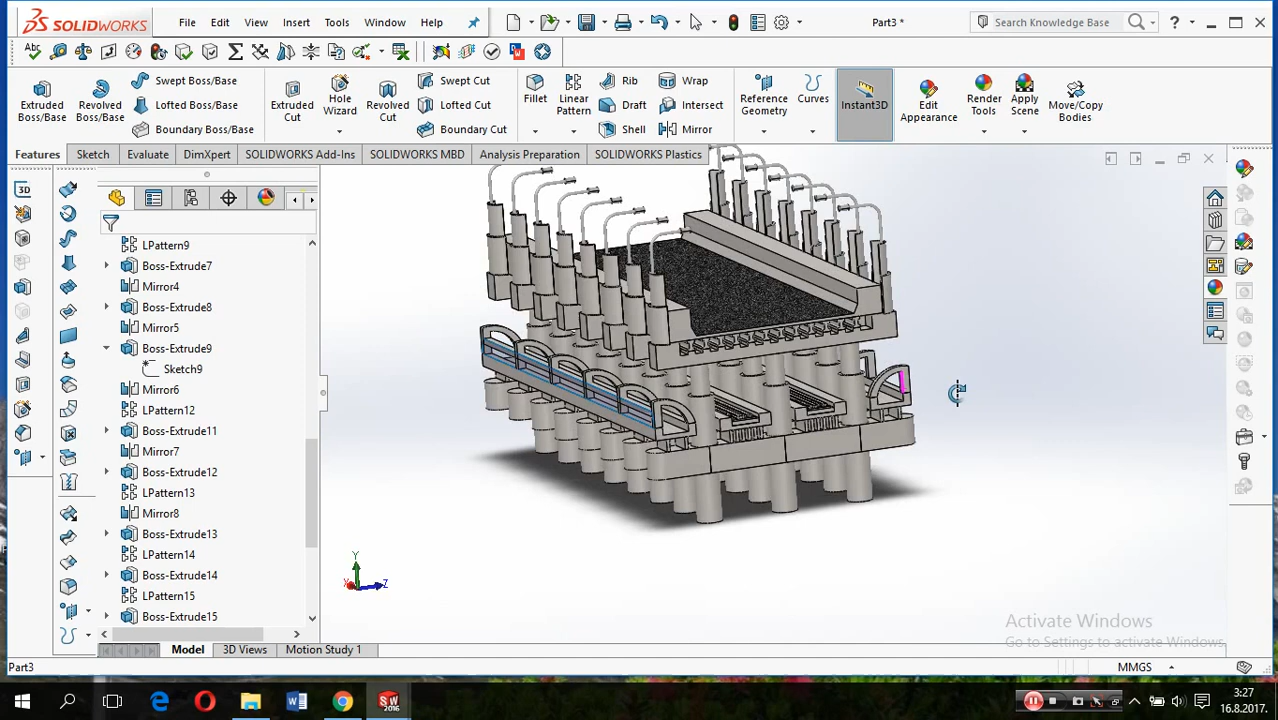 SOLIDWORKS File Edit View Insert Tools Window Help Part3 * Search Knowledge Base ?
Abc
Extruded Boss/Base
Revolved Boss/Base
Swept Boss/Base
Lofted Boss/Base
Boundary Boss/Base
Extruded Cut
Hole Wizard
Revolved Cut
Swept Cut
Lofted Cut
Boundary Cut
Fillet
Linear Pattern
Rib
Draft
Shell
Wrap
Intersect
Mirror
Reference Geometry
Curves
Instant3D
Edit Appearance
Render Tools
Apply Scene
Move/Copy Bodies
Features Sketch Evaluate DimXpert SOLIDWORKS Add-Ins SOLIDWORKS MBD Analysis Preparation SOLIDWORKS Plastics
3D
LPattern9
Boss-Extrude7
Mirror4
Boss-Extrude8
Mirror5
Boss-Extrude9
Sketch9
Mirror6
LPattern12
Boss-Extrude11
Mirror7
Boss-Extrude12
LPattern13
Mirror8
Boss-Extrude13
LPattern14
Boss-Extrude14
LPattern15
Boss-Extrude15
Y
X
Z
Activate Windows
Go to Settings to activate Windows.
Model 3D Views Motion Study 1
Part3 MMGS
SW 2016
3:27
16.8.2017.